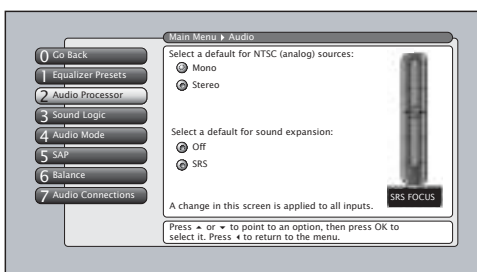 Main Menu ▸ Audio
0 Go Back
1 Equalizer Presets
2 Audio Processor
3 Sound Logic
4 Audio Mode
5 SAP
6 Balance
7 Audio Connections
Select a default for NTSC (analog) sources:
Mono
Stereo
Select a default for sound expansion:
Off
SRS
SRS FOCUS
A change in this screen is applied to all inputs.
Press ▴ or ▾ to point to an option, then press OK to
select it. Press ◂ to return to the menu.